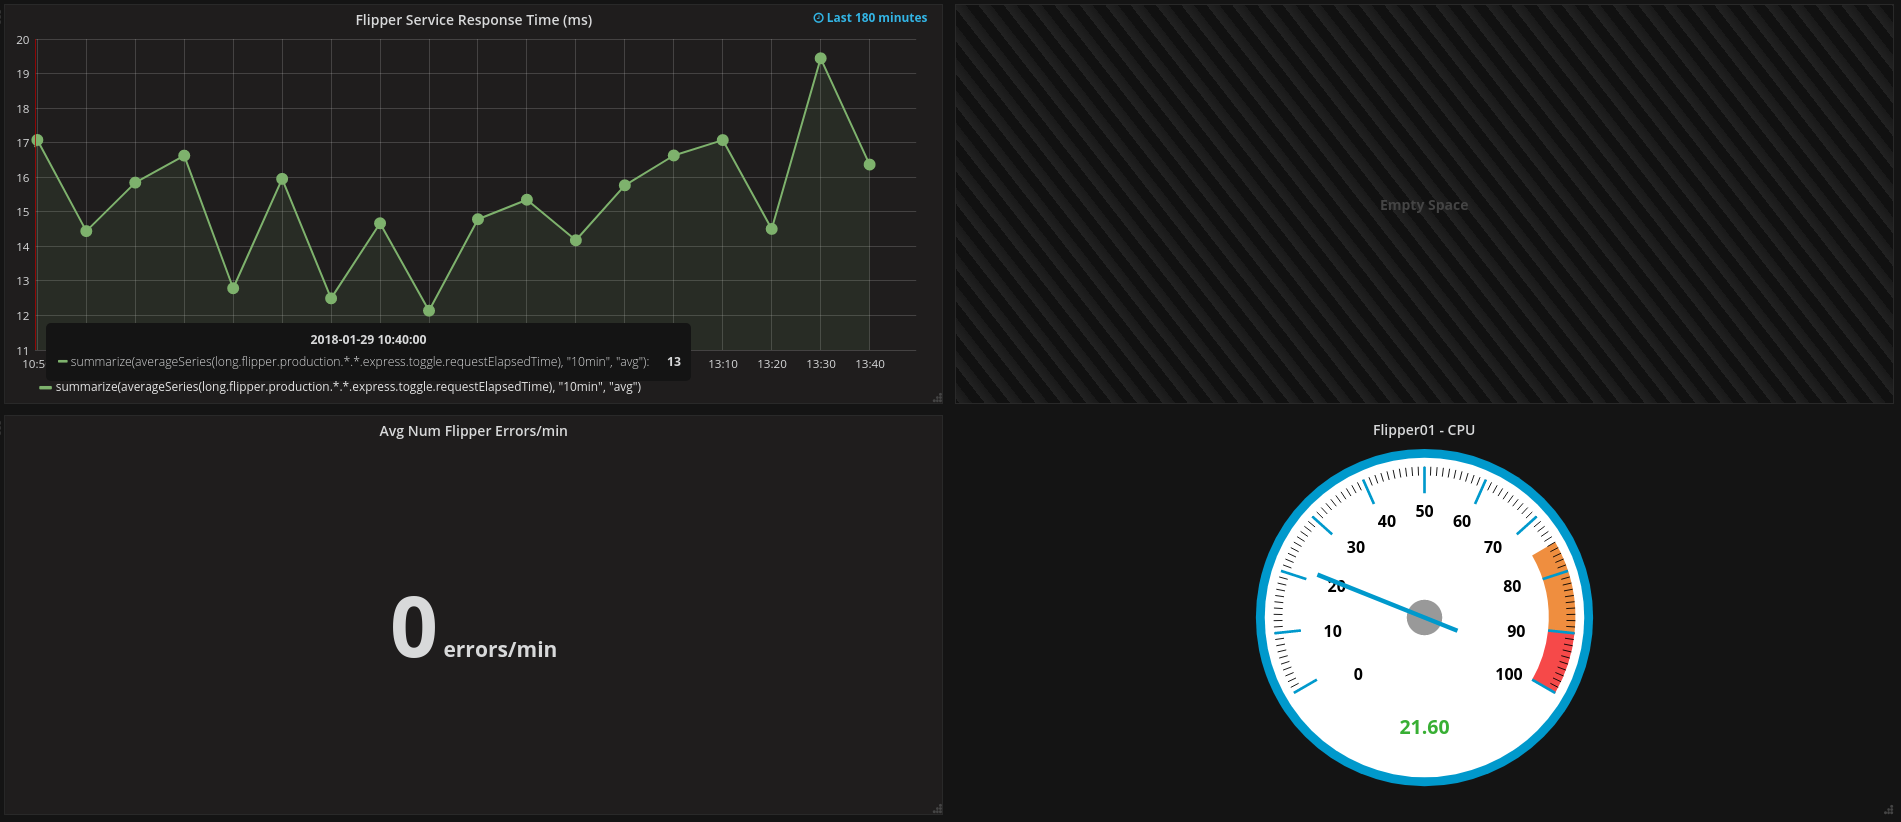 Flipper Service Response Time (ms)
Last 180 minutes
20
19
18
17
16
15
14
13
12
11
10:5
13:10 13:20 13:30 13:40
2018-01-29 10:40:00
summarize(averageSeries(long.flipper.production.*.*.express.toggle.requestElapsedTime), "10min", "avg"): 13
summarize(averageSeries(long.flipper.production.*.*.express.toggle.requestElapsedTime), "10min", "avg")
Empty Space
Avg Num Flipper Errors/min
0 errors/min
Flipper01 - CPU
0
10
20
30
40
50
60
70
80
90
100
21.60